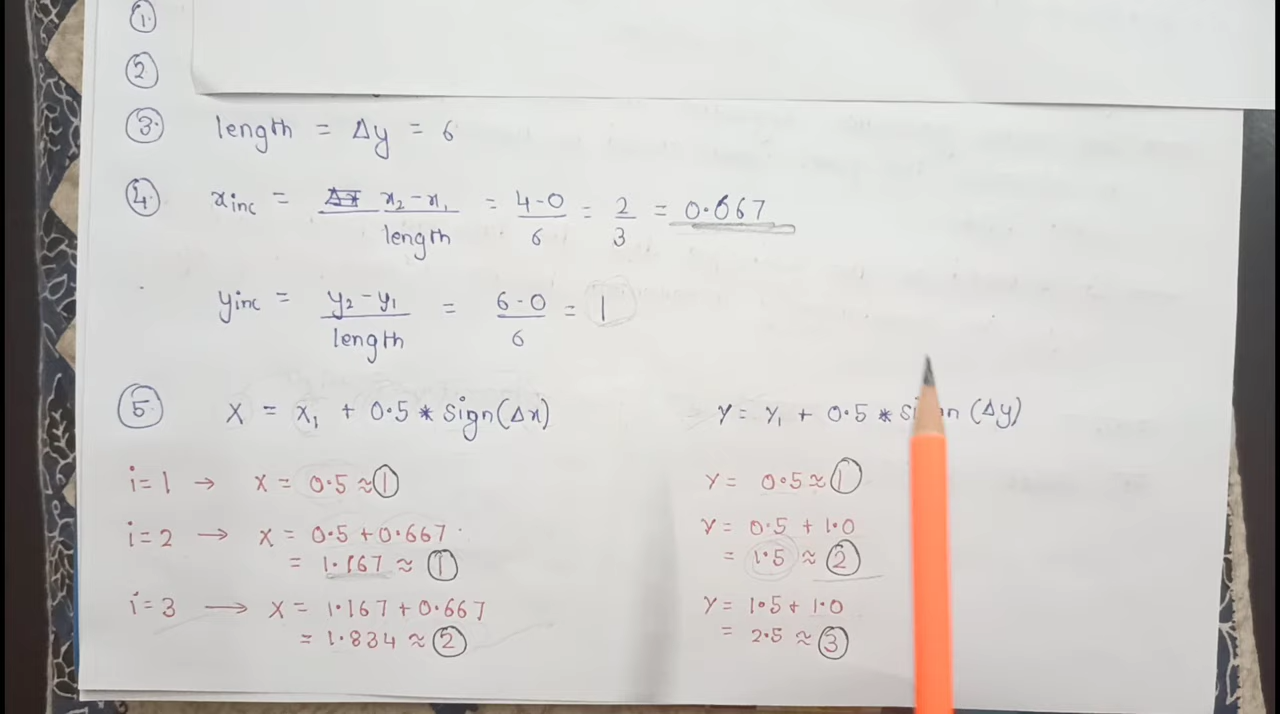 ①
②
③ length = Δy = 6
④ xinc = x₂-x₁/length = 4-0/6 = 2/3 = 0.667
yinc = y₂-y₁/length = 6-0/6 = 1
⑤ X = X₁ + 0.5 * Sign(Δx) Y = Y₁ + 0.5 * Sign (Δy)
i=1 → X = 0.5 ≈ ① Y = 0.5 ≈ ①
i=2 → X = 0.5 + 0.667 Y = 0.5 + 1.0
= 1.167 ≈ ① = 1.5 ≈ ②
i=3 → X = 1.167 + 0.667 Y = 1.5 + 1.0
= 1.834 ≈ ② = 2.5 ≈ ③